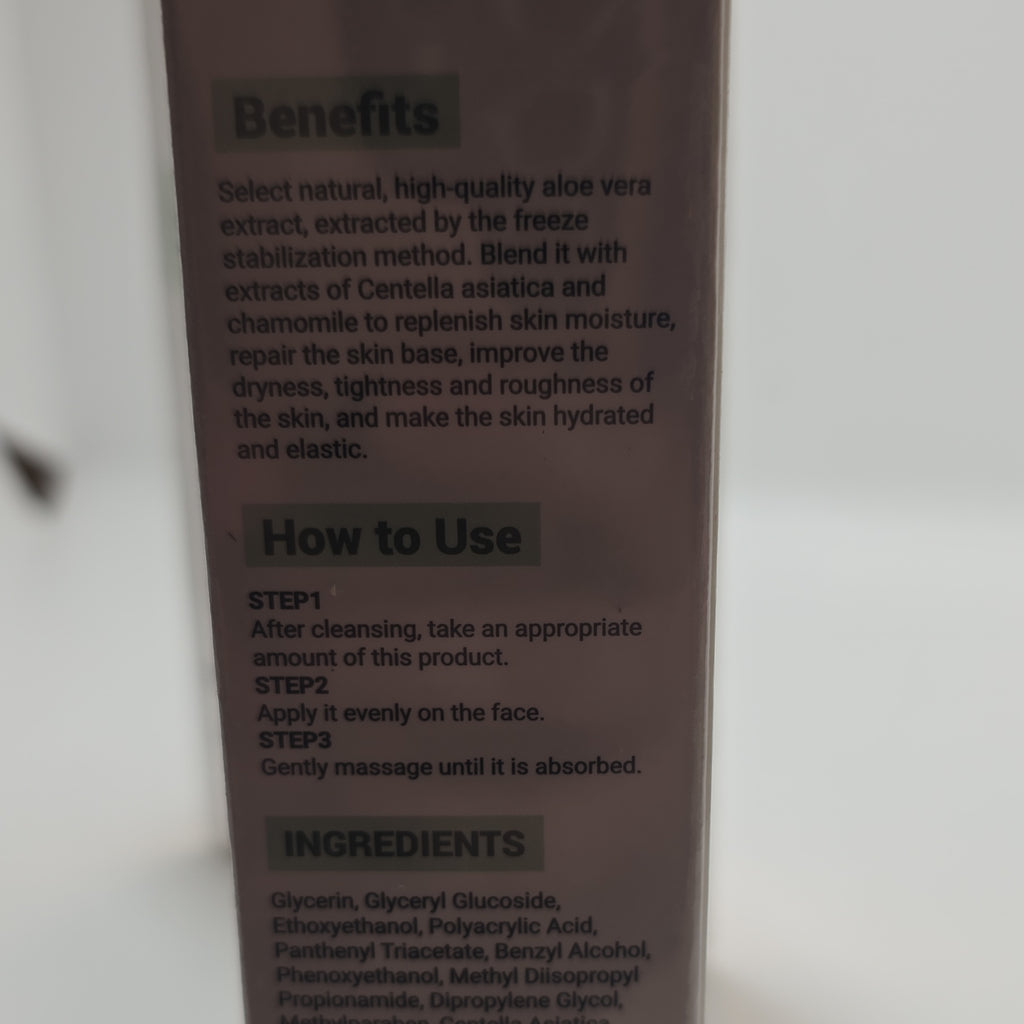 Benefits
Select natural, high-quality aloe vera
extract, extracted by the freeze
stabilization method. Blend it with
extracts of Centella asiatica and
chamomile to replenish skin moisture,
repair the skin base, improve the
dryness, tightness and roughness of
the skin, and make the skin hydrated
and elastic.
How to Use
STEP1
After cleansing, take an appropriate
amount of this product.
STEP2
Apply it evenly on the face.
STEP3
Gently massage until it is absorbed.
INGREDIENTS
Glycerin, Glyceryl Glucoside,
Ethoxyethanol, Polyacrylic Acid,
Panthenyl Triacetate, Benzyl Alcohol,
Phenoxyethanol, Methyl Diisopropyl
Propionamide, Dipropylene Glycol,
Methylparaben, Centella Asiatica